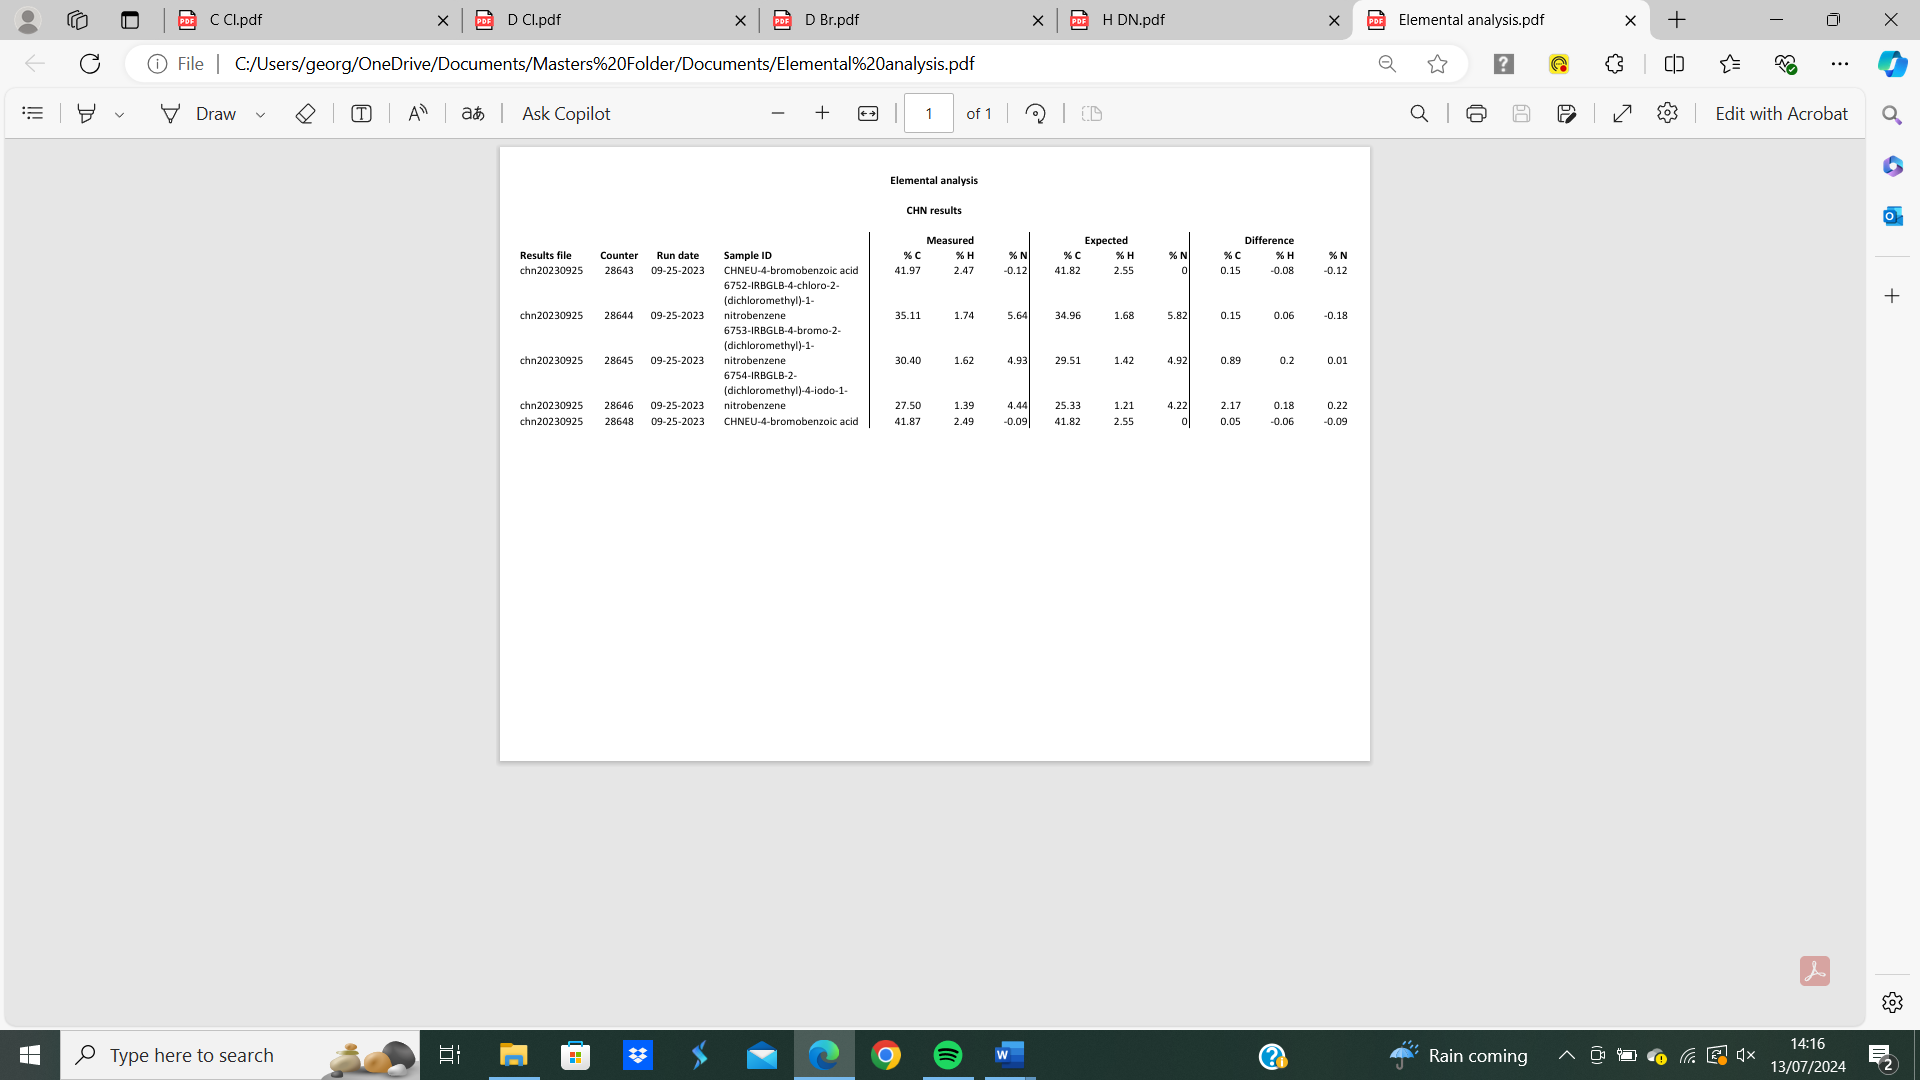 C Cl.pdf
D Cl.pdf
D Br.pdf
H DN.pdf
Elemental analysis.pdf
File
C:/Users/georg/OneDrive/Documents/Masters%20Folder/Documents/Elemental%20analysis.pdf
Draw
aあ
Ask Copilot
1
of 1
Edit with Acrobat
Elemental analysis
CHN results
Measured Expected Difference
Results file Counter Run date Sample ID % C % H % N % C % H % N % C % H % N
chn20230925 28643 09-25-2023 CHNEU-4-bromobenzoic acid 41.97 2.47 -0.12 41.82 2.55 0 0.15 -0.08 -0.12
6752-IRBGLB-4-chloro-2-
(dichloromethyl)-1-
chn20230925 28644 09-25-2023 nitrobenzene 35.11 1.74 5.64 34.96 1.68 5.82 0.15 0.06 -0.18
6753-IRBGLB-4-bromo-2-
(dichloromethyl)-1-
chn20230925 28645 09-25-2023 nitrobenzene 30.40 1.62 4.93 29.51 1.42 4.92 0.89 0.2 0.01
6754-IRBGLB-2-
(dichloromethyl)-4-iodo-1-
chn20230925 28646 09-25-2023 nitrobenzene 27.50 1.39 4.44 25.33 1.21 4.22 2.17 0.18 0.22
chn20230925 28648 09-25-2023 CHNEU-4-bromobenzoic acid 41.87 2.49 -0.09 41.82 2.55 0 0.05 -0.06 -0.09
Type here to search
Rain coming
14:16
13/07/2024
2